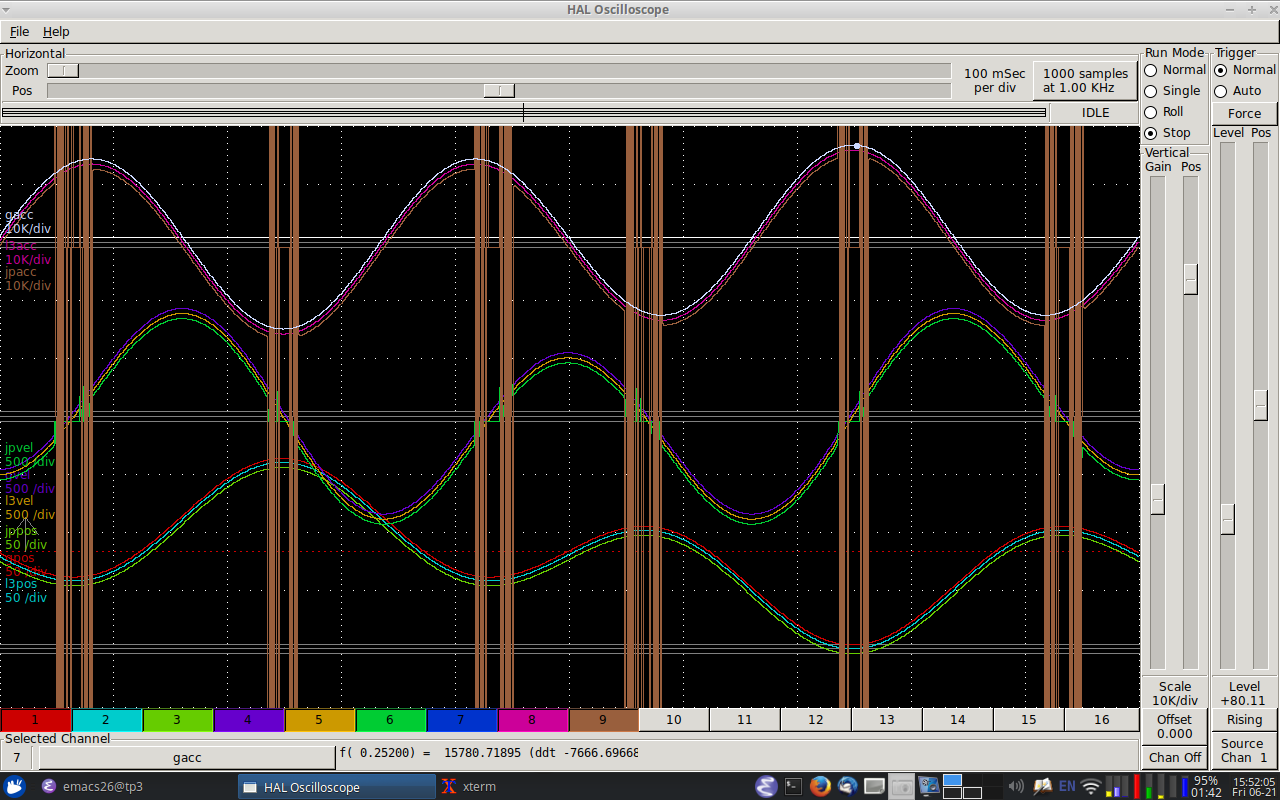 HAL Oscilloscope
File Help
Horizontal
Zoom
Pos
100 mSec
per div
1000 samples
at 1.00 KHz
IDLE
Run Mode
Normal
Single
Roll
Stop
Trigger
Normal
Auto
Force
Level Pos
Vertical
Gain Pos
gacc
10K/div
l3acc
10K/div
jpacc
10K/div
jpvel
500 /div
500 /div
l3vel
500 /div
jppos
50 /div
l3pos
50 /div
1 2 3 4 5 6 7 8 9 10 11 12 13 14 15 16
Scale
10K/div
Offset
0.000
Chan Off
Level
+80.11
Rising
Source
Chan 1
Selected Channel
7 gacc f( 0.25200) = 15780.71895 (ddt -7666.69668
emacs26@tp3 HAL Oscilloscope xterm
EN
95%
01:42
15:52:05
Fri 06-21